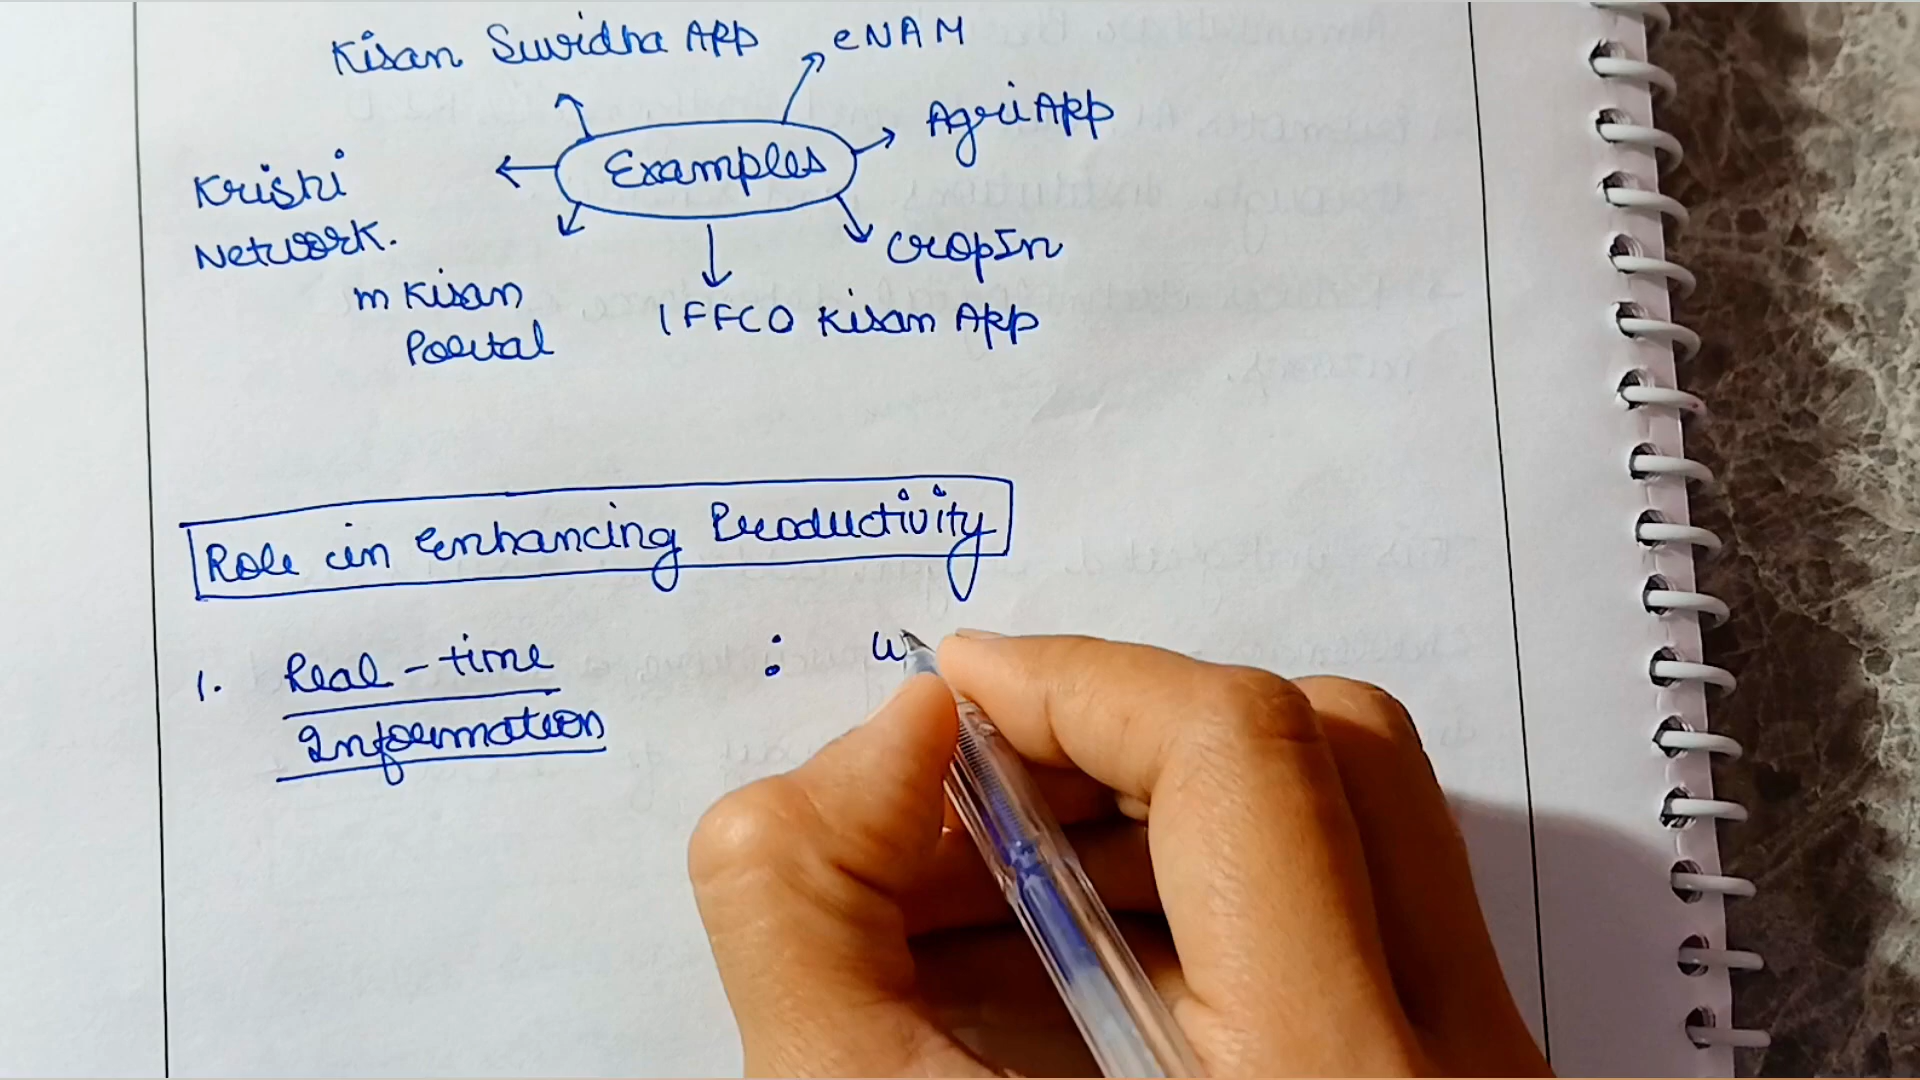 Kisan Suvidha App
eNAM
AgriApp
Examples
Krishi
Network.
CropIn
m Kisan
Portal
IFFCO Kisan App
Role in enhancing Productivity
1. Real-time : w
Information